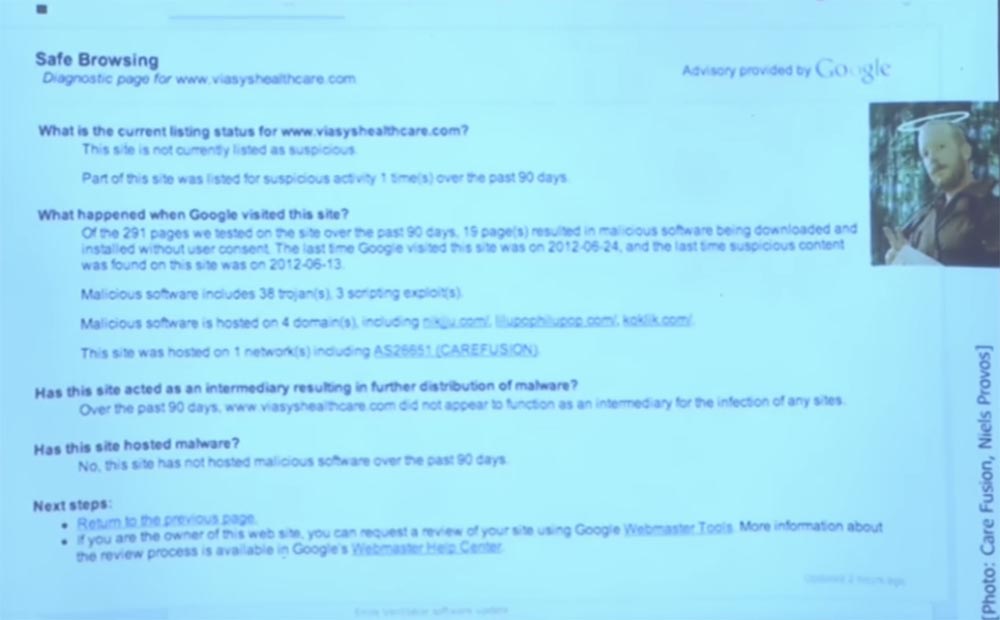 Safe Browsing
Diagnostic page for www.viasyshealthcare.com
Advisory provided by Google
What is the current listing status for www.viasyshealthcare.com?
This site is not currently listed as suspicious.
Part of this site was listed for suspicious activity 1 time(s) over the past 90 days.
What happened when Google visited this site?
Of the 291 pages we tested on the site over the past 90 days, 19 page(s) resulted in malicious software being downloaded and
installed without user consent. The last time Google visited this site was on 2012-06-24, and the last time suspicious content
was found on this site was on 2012-06-13.
Malicious software includes 38 trojan(s), 3 scripting exploit(s).
Malicious software is hosted on 4 domain(s), including nikjju.com/, lilupophilupop.com/, koklik.com/.
This site was hosted on 1 network(s) including AS26651 (CAREFUSION).
Has this site acted as an intermediary resulting in further distribution of malware?
Over the past 90 days, www.viasyshealthcare.com did not appear to function as an intermediary for the infection of any sites.
Has this site hosted malware?
No, this site has not hosted malicious software over the past 90 days.
Next steps:
Return to the previous page.
If you are the owner of this web site, you can request a review of your site using Google Webmaster Tools. More information about
the review process is available in Google's Webmaster Help Center.
Updated 2 hours ago
[Photo: Care Fusion, Niels Provos]
ventilator software update